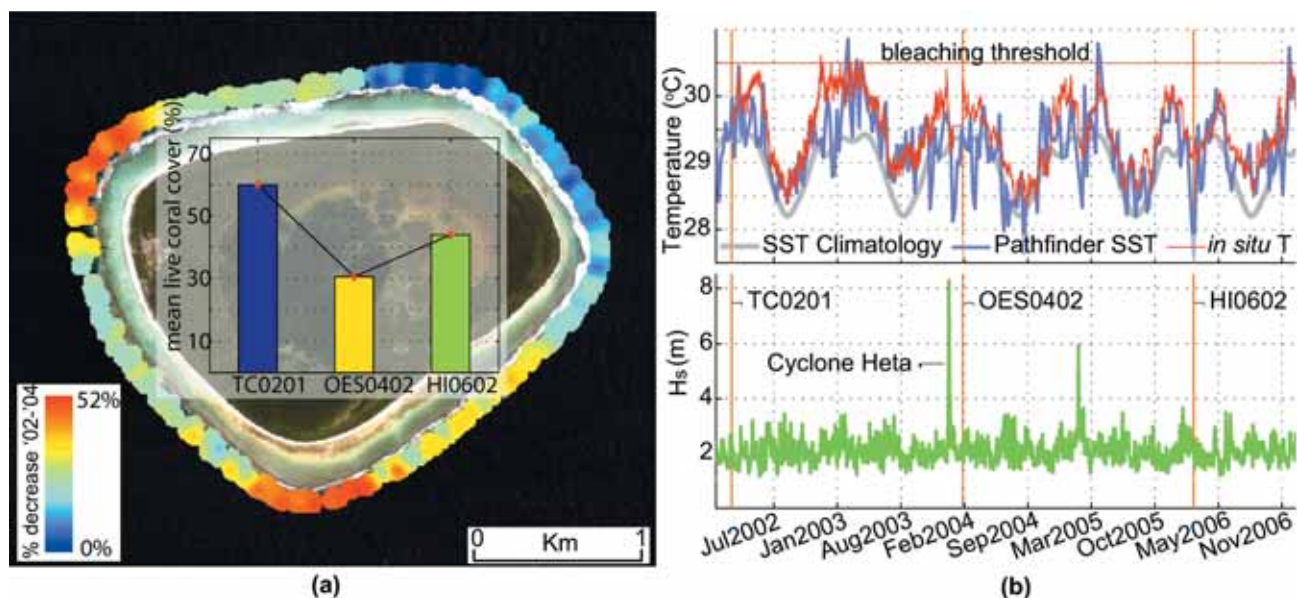 mean live coral cover (%)
70
50
30
10
TC0201 OES0402 HI0602
% decrease '02-'04
52%
0%
0 1
Km
(a)
bleaching threshold
Temperature (°C)
30
29
28
SST Climatology Pathfinder SST in situ T
Hs (m)
8
6
4
2
TC0201 OES0402 HI0602
Cyclone Heta
Jul2002 Jan2003 Aug2003 Feb2004 Sep2004 Mar2005 Oct2005 May2006 Nov2006
(b)